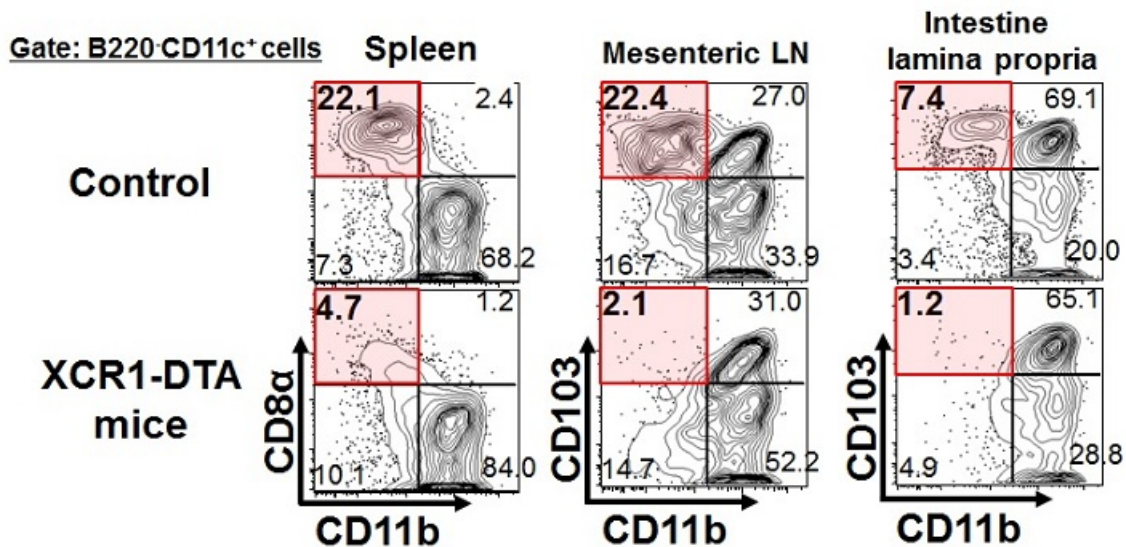 Gate: B220-CD11c+ cells
Spleen
Mesenteric LN
Intestine
lamina propria
Control
22.1 2.4
7.3 68.2
22.4 27.0
16.7 33.9
7.4 69.1
3.4 20.0
XCR1-DTA
mice
4.7 1.2
10.1 84.0
2.1 31.0
14.7 52.2
1.2 65.1
4.9 28.8
CD8α
CD103
CD103
CD11b
CD11b
CD11b